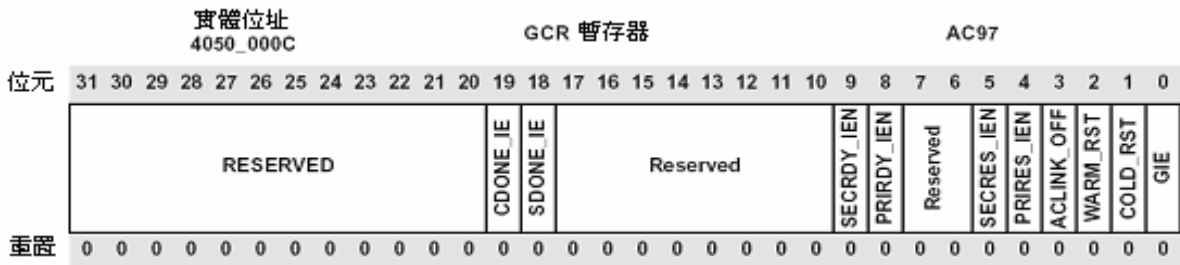 實體位址 GCR 暫存器 AC97
4050_000C
位元 31 30 29 28 27 26 25 24 23 22 21 20 19 18 17 16 15 14 13 12 11 10 9 8 7 6 5 4 3 2 1 0
RESERVED CDONE_IE SDONE_IE Reserved SECRDY_IEN PRIRDY_IEN Reserved SECRES_IEN PRIRES_IEN ACLINK_OFF WARM_RST COLD_RST GIE
重置 0 0 0 0 0 0 0 0 0 0 0 0 0 0 0 0 0 0 0 0 0 0 0 0 0 0 0 0 0 0 0 0